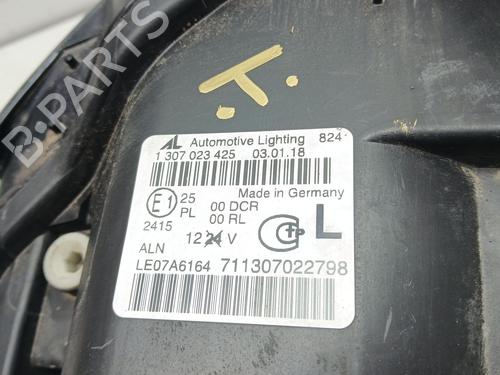 T.
AL Automotive Lighting 824
1 307 023 425 03.01.18
Made in Germany
E1 25 00 DCR
PL 00 RL
2415
12 24 V
ALN
L
LE07A6164 711307022798
B-PARTS